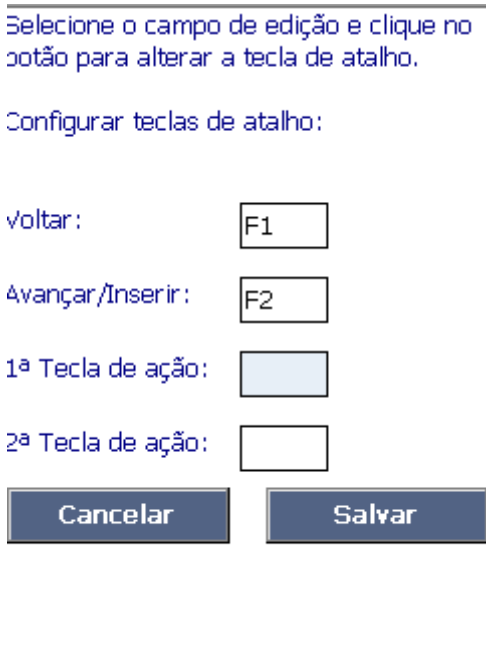 Selecione o campo de edição e clique no
botão para alterar a tecla de atalho.
Configurar teclas de atalho:
Voltar: F1
Avançar/Inserir: F2
1ª Tecla de ação:
2ª Tecla de ação:
Cancelar Salvar